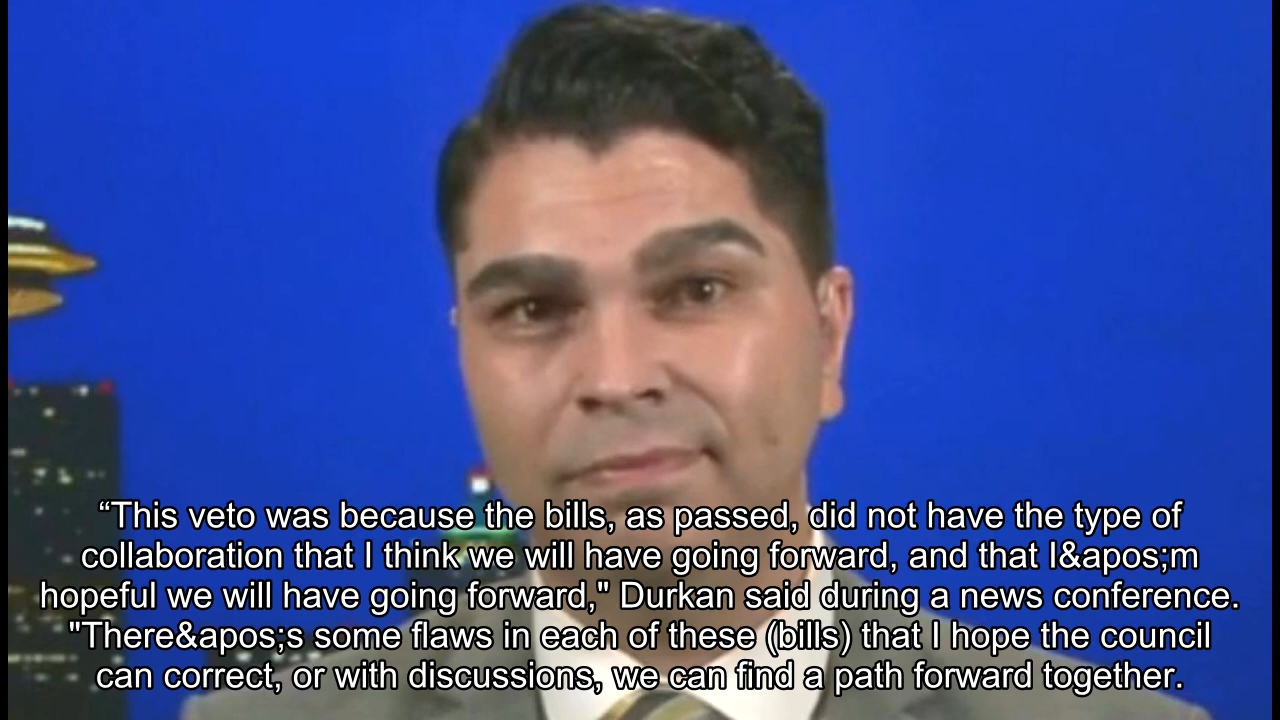 “This veto was because the bills, as passed, did not have the type of
collaboration that I think we will have going forward, and that I&apos;m
hopeful we will have going forward," Durkan said during a news conference.
"There&apos;s some flaws in each of these (bills) that I hope the council
can correct, or with discussions, we can find a path forward together.